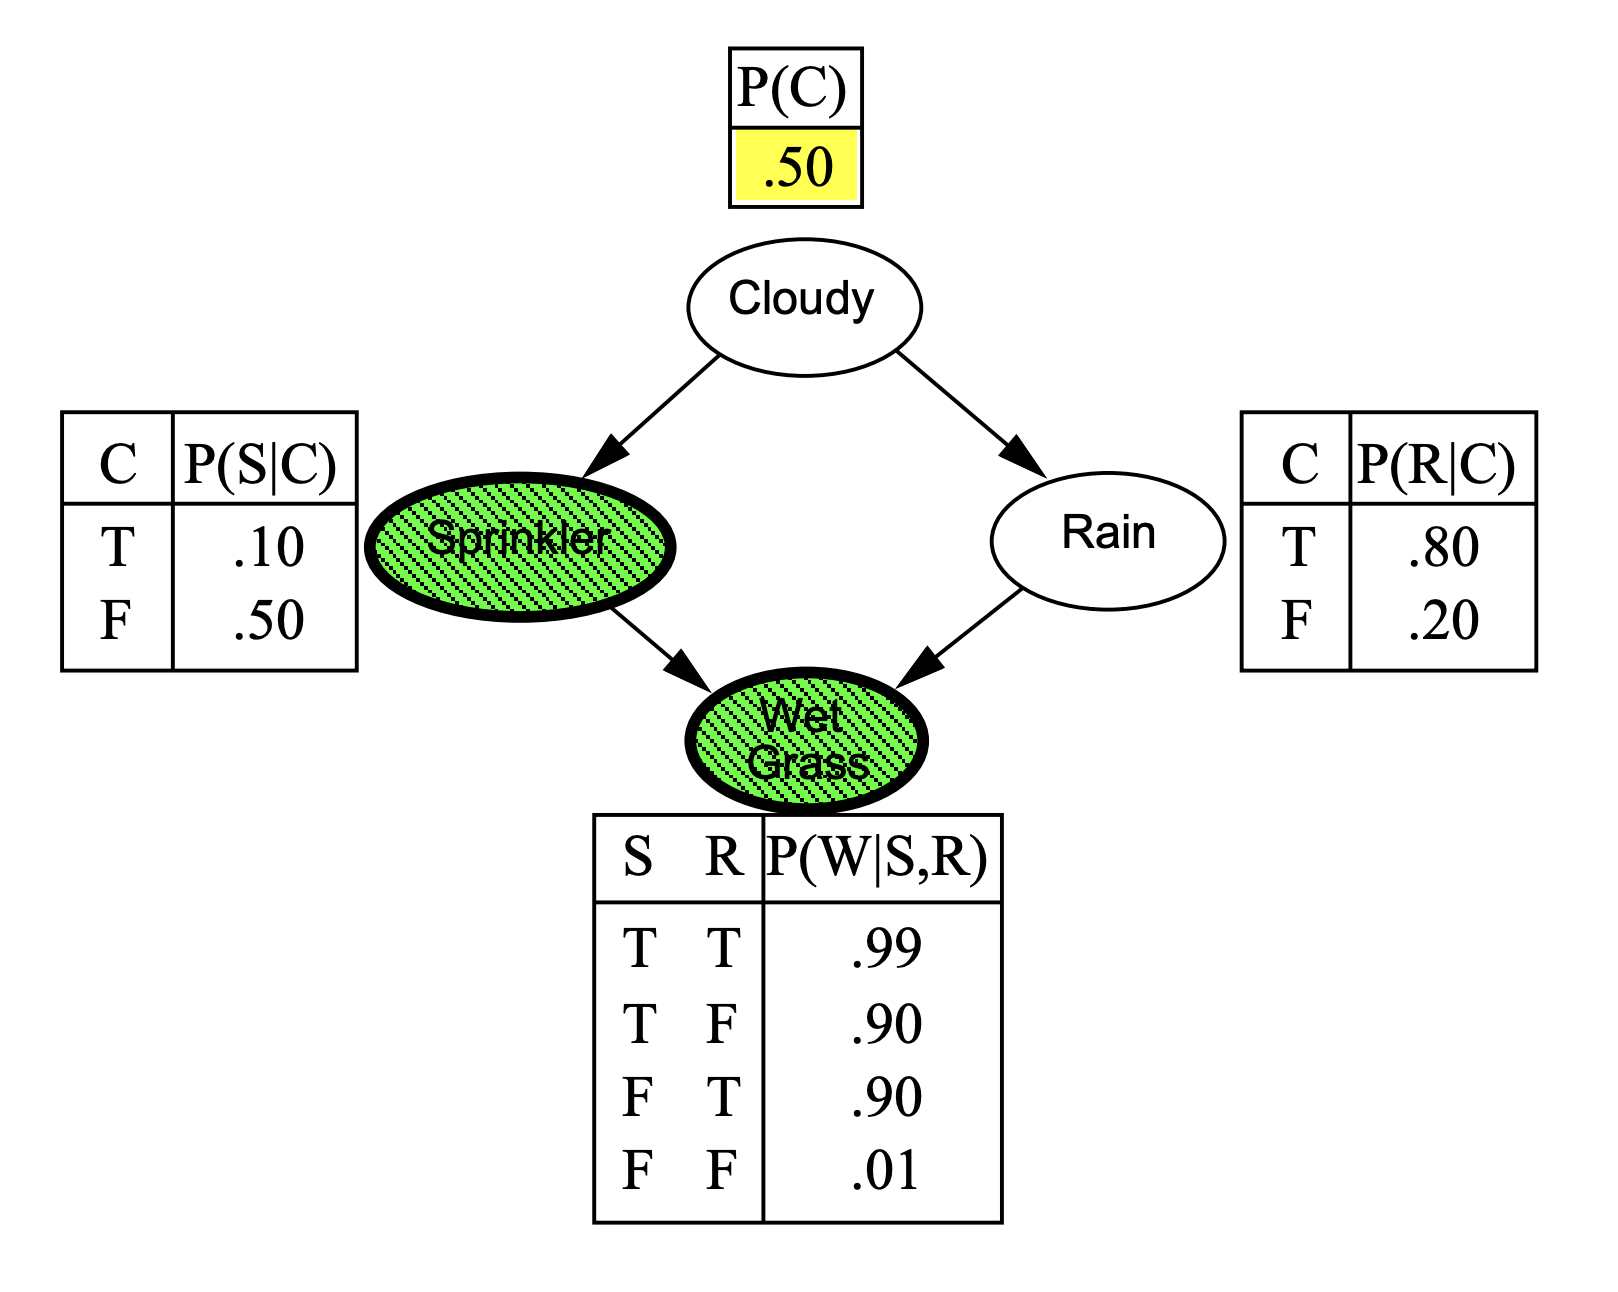 P(C)
.50
Cloudy
C P(S|C)
T .10
F .50
Sprinkler
Rain
C P(R|C)
T .80
F .20
Wet
Grass
S R P(W|S,R)
T T .99
T F .90
F T .90
F F .01